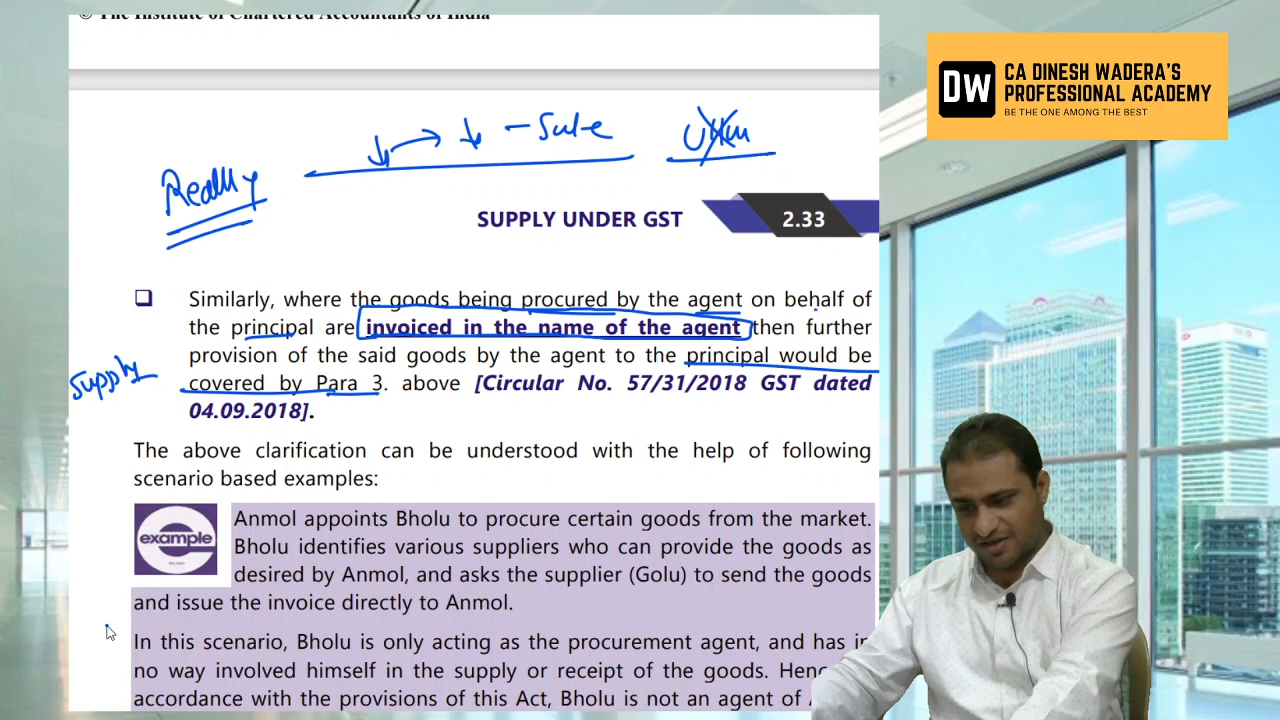 © The Institute of Chartered Accountants of India
DW
CA DINESH WADERA'S
PROFESSIONAL ACADEMY
BE THE ONE AMONG THE BEST
Sale
Really
SUPPLY UNDER GST 2.33
Similarly, where the goods being procured by the agent on behalf of
the principal are invoiced in the name of the agent then further
provision of the said goods by the agent to the principal would be
Supply
covered by Para 3. above [Circular No. 57/31/2018 GST dated
04.09.2018].
The above clarification can be understood with the help of following
scenario based examples:
example
Anmol appoints Bholu to procure certain goods from the market.
Bholu identifies various suppliers who can provide the goods as
desired by Anmol, and asks the supplier (Golu) to send the goods
and issue the invoice directly to Anmol.
In this scenario, Bholu is only acting as the procurement agent, and has in
no way involved himself in the supply or receipt of the goods.
accordance with the provisions of this Act, Bholu is not an agent of